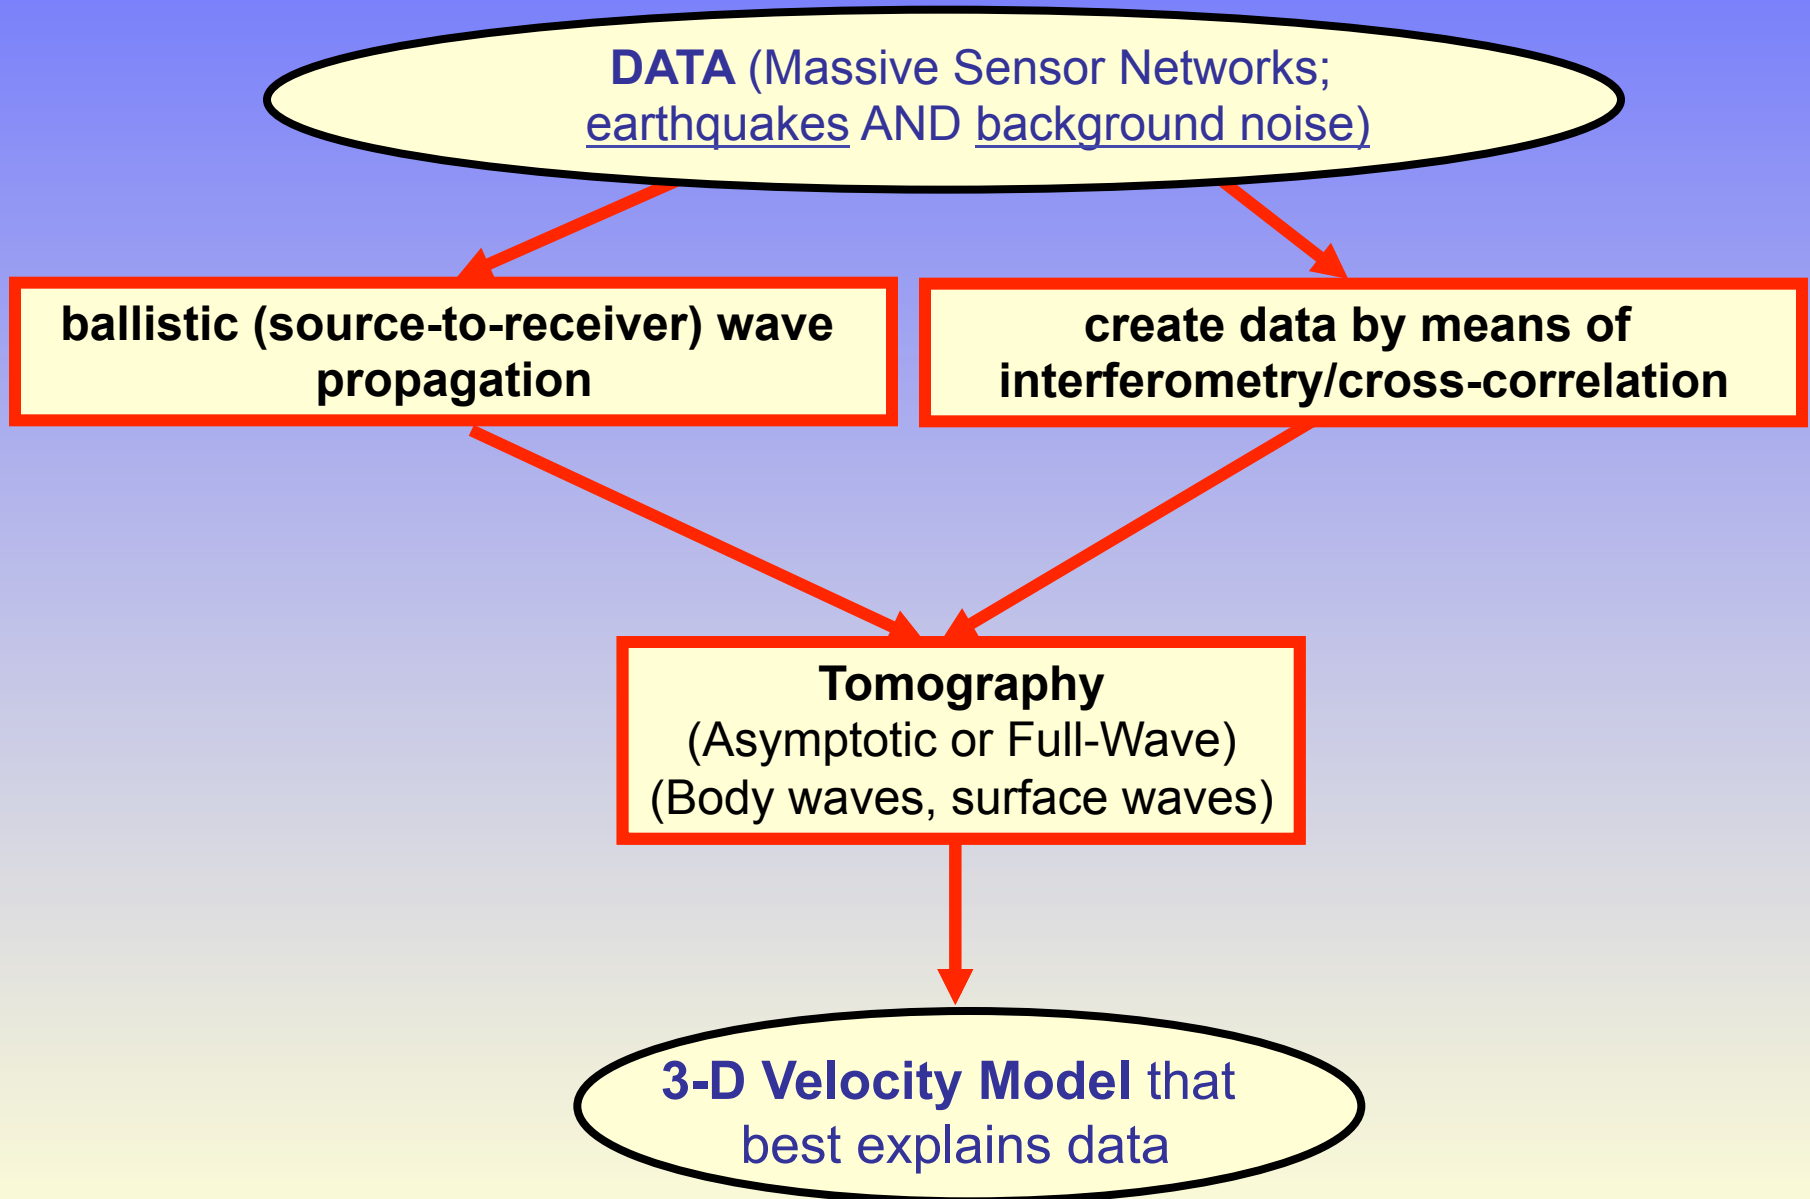 DATA (Massive Sensor Networks;
earthquakes AND background noise)
ballistic (source-to-receiver) wave
propagation
create data by means of
interferometry/cross-correlation
Tomography
(Asymptotic or Full-Wave)
(Body waves, surface waves)
3-D Velocity Model that
best explains data